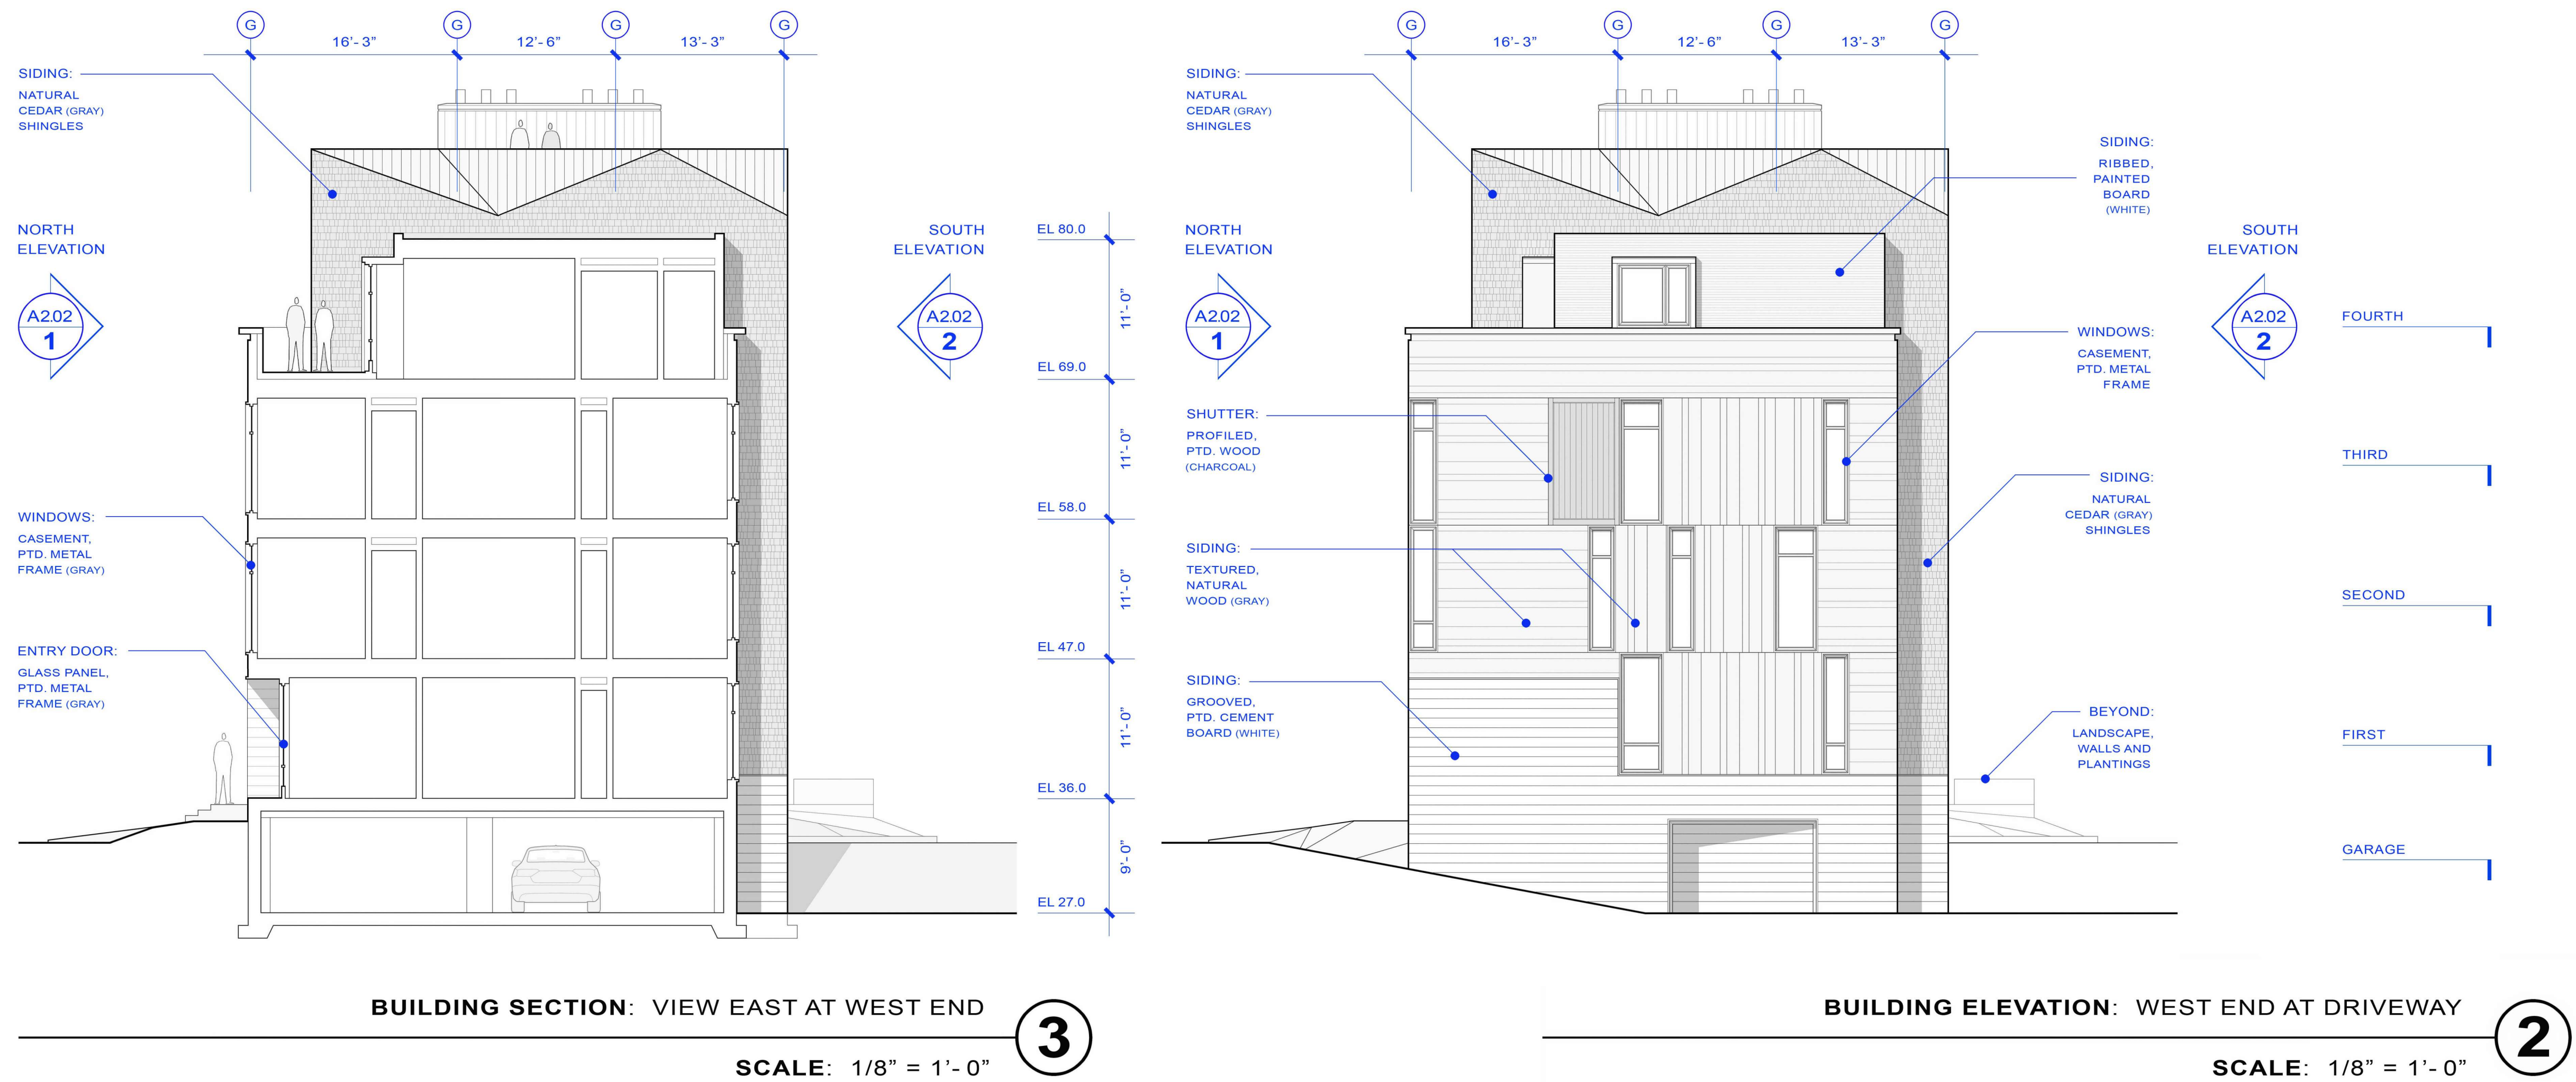 G G G G
16'- 3” 12'- 6” 13'- 3”
SIDING:
NATURAL
CEDAR (GRAY)
SHINGLES
NORTH
ELEVATION
A2.02
1
WINDOWS:
CASEMENT,
PTD. METAL
FRAME (GRAY)
ENTRY DOOR:
GLASS PANEL,
PTD. METAL
FRAME (GRAY)
SOUTH
ELEVATION
A2.02
2
EL 80.0
11'- 0”
EL 69.0
11'- 0”
EL 58.0
11'- 0”
EL 47.0
11'- 0”
EL 36.0
9'- 0”
EL 27.0
BUILDING SECTION: VIEW EAST AT WEST END
3
SCALE: 1/8” = 1'- 0”
G G G G
16'- 3” 12'- 6” 13'- 3”
SIDING:
NATURAL
CEDAR (GRAY)
SHINGLES
NORTH
ELEVATION
A2.02
1
SHUTTER:
PROFILED,
PTD. WOOD
(CHARCOAL)
SIDING:
TEXTURED,
NATURAL
WOOD (GRAY)
SIDING:
GROOVED,
PTD. CEMENT
BOARD (WHITE)
SIDING:
RIBBED,
PAINTED
BOARD
(WHITE)
SOUTH
ELEVATION
A2.02
2
WINDOWS:
CASEMENT,
PTD. METAL
FRAME
SIDING:
NATURAL
CEDAR (GRAY)
SHINGLES
BEYOND:
LANDSCAPE,
WALLS AND
PLANTINGS
FOURTH
THIRD
SECOND
FIRST
GARAGE
BUILDING ELEVATION: WEST END AT DRIVEWAY
2
SCALE: 1/8” = 1'- 0”